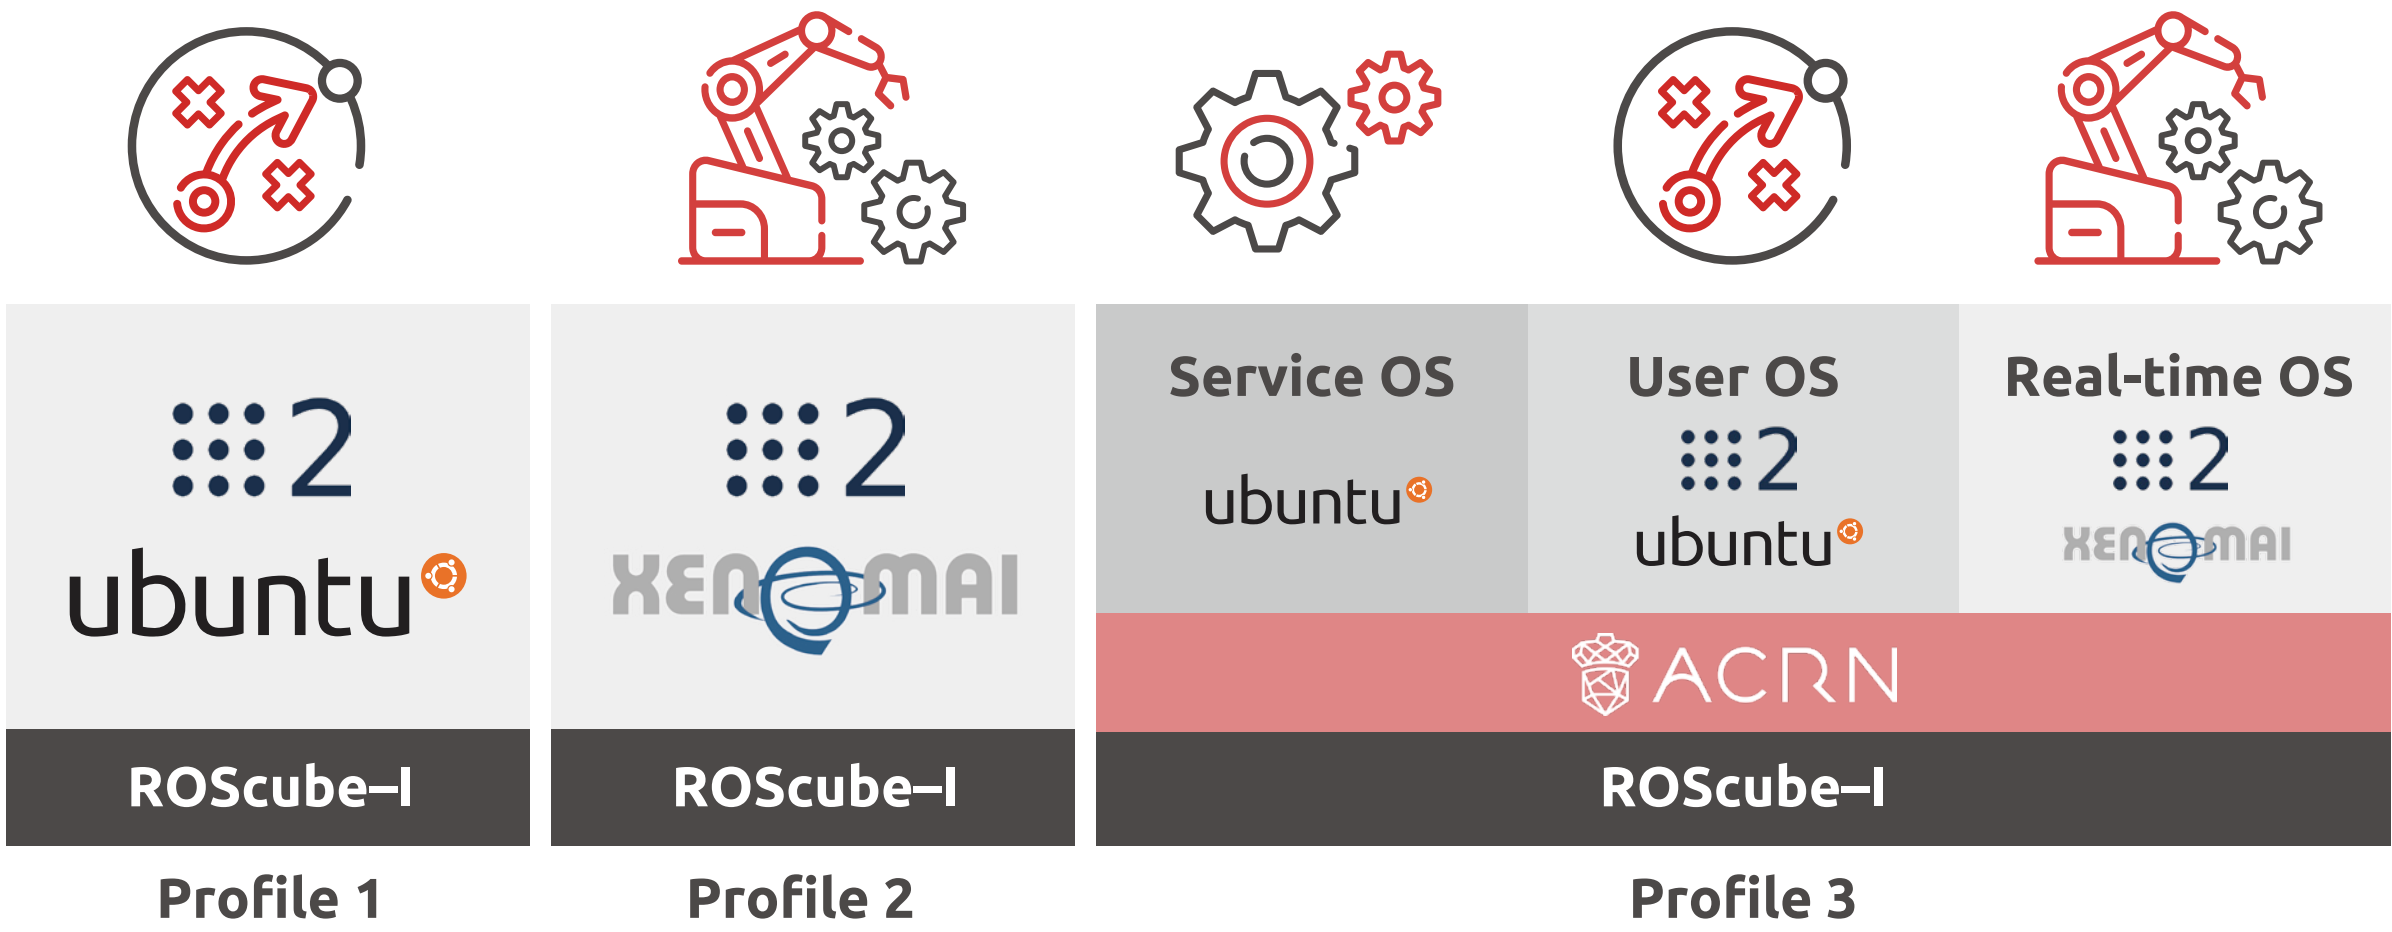 2
ubuntu
ROScube–I
Profile 1
2
XENOMAI
ROScube–I
Profile 2
Service OS
ubuntu
User OS
2
ubuntu
Real-time OS
2
XENOMAI
ACRN
ROScube–I
Profile 3